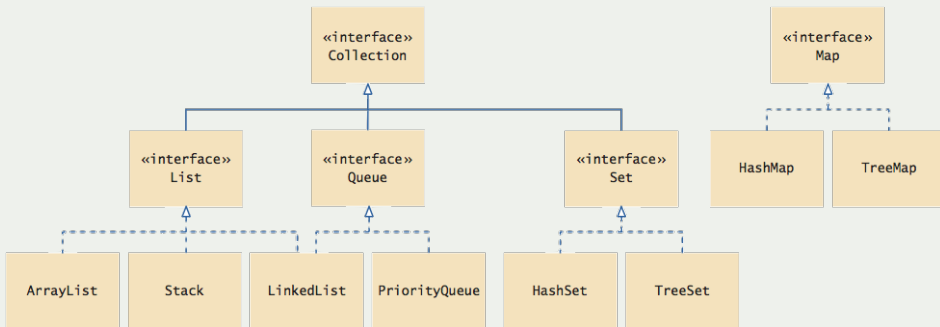 «interface»
Collection
«interface»
Map
«interface»
List
«interface»
Queue
«interface»
Set
HashMap
TreeMap
ArrayList
Stack
LinkedList
PriorityQueue
HashSet
TreeSet